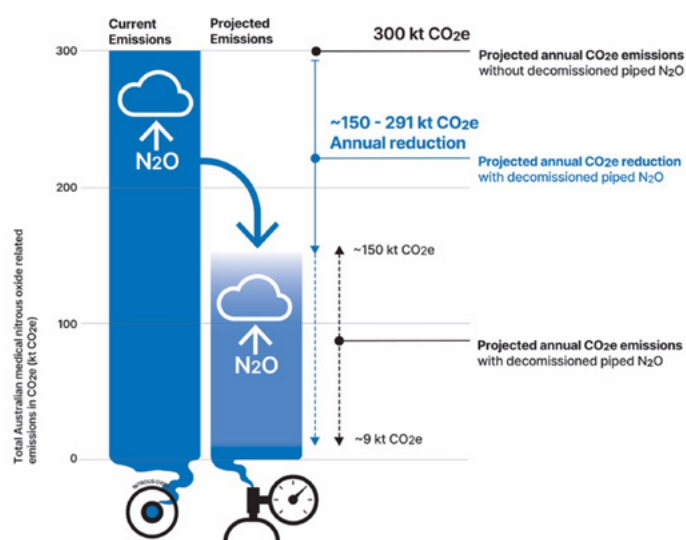 Current
Emissions
Projected
Emissions
300 kt CO2e
300
Projected annual CO2e emissions
without decomissioned piped N2O
~150 - 291 kt CO2e
Annual reduction
N2O
Projected annual CO2e reduction
with decomissioned piped N2O
200
~150 kt CO2e
Total Australian medical nitrous oxide related
emissions in CO2e (kt CO2e)
100
N2O
Projected annual CO2e emissions
with decomissioned piped N2O
~9 kt CO2e
0